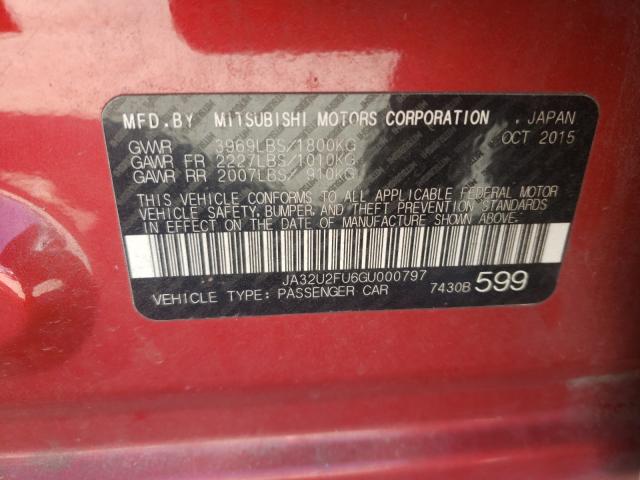 MFD.BY MITSUBISHI MOTORS CORPORATION , JAPAN
GVWR 3969LBS/1800KG OCT 2015
GAWR FR 2227LBS/1010KG
GAWR RR 2007LBS/ 910KG
THIS VEHICLE CONFORMS TO ALL APPLICABLE FEDERAL MOTOR
VEHICLE SAFETY, BUMPER, AND THEFT PREVENTION STANDARDS
IN EFFECT ON THE DATE OF MANUFACTURE SHOWN ABOVE.
JA32U2FU6GU000797
VEHICLE TYPE: PASSENGER CAR 7430B 599